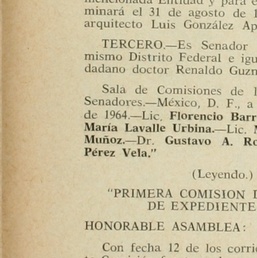 mencionada Entidad y para e
minará el 31 de agosto de 1
arquitecto Luis González Ap
TERCERO.—Es Senador
mismo Distrito Federal e igu
dadano doctor Renaldo Guzm
Sala de Comisiones de l
Senadores.—México, D. F., a
de 1964.—Lic. Florencio Barr
María Lavalle Urbina.—Lic. M
Muñoz.—Dr. Gustavo A. Ro
Pérez Vela."
(Leyendo.)
"PRIMERA COMISION D
DE EXPEDIENTE
HONORABLE ASAMBLEA:
Con fecha 12 de los corrie